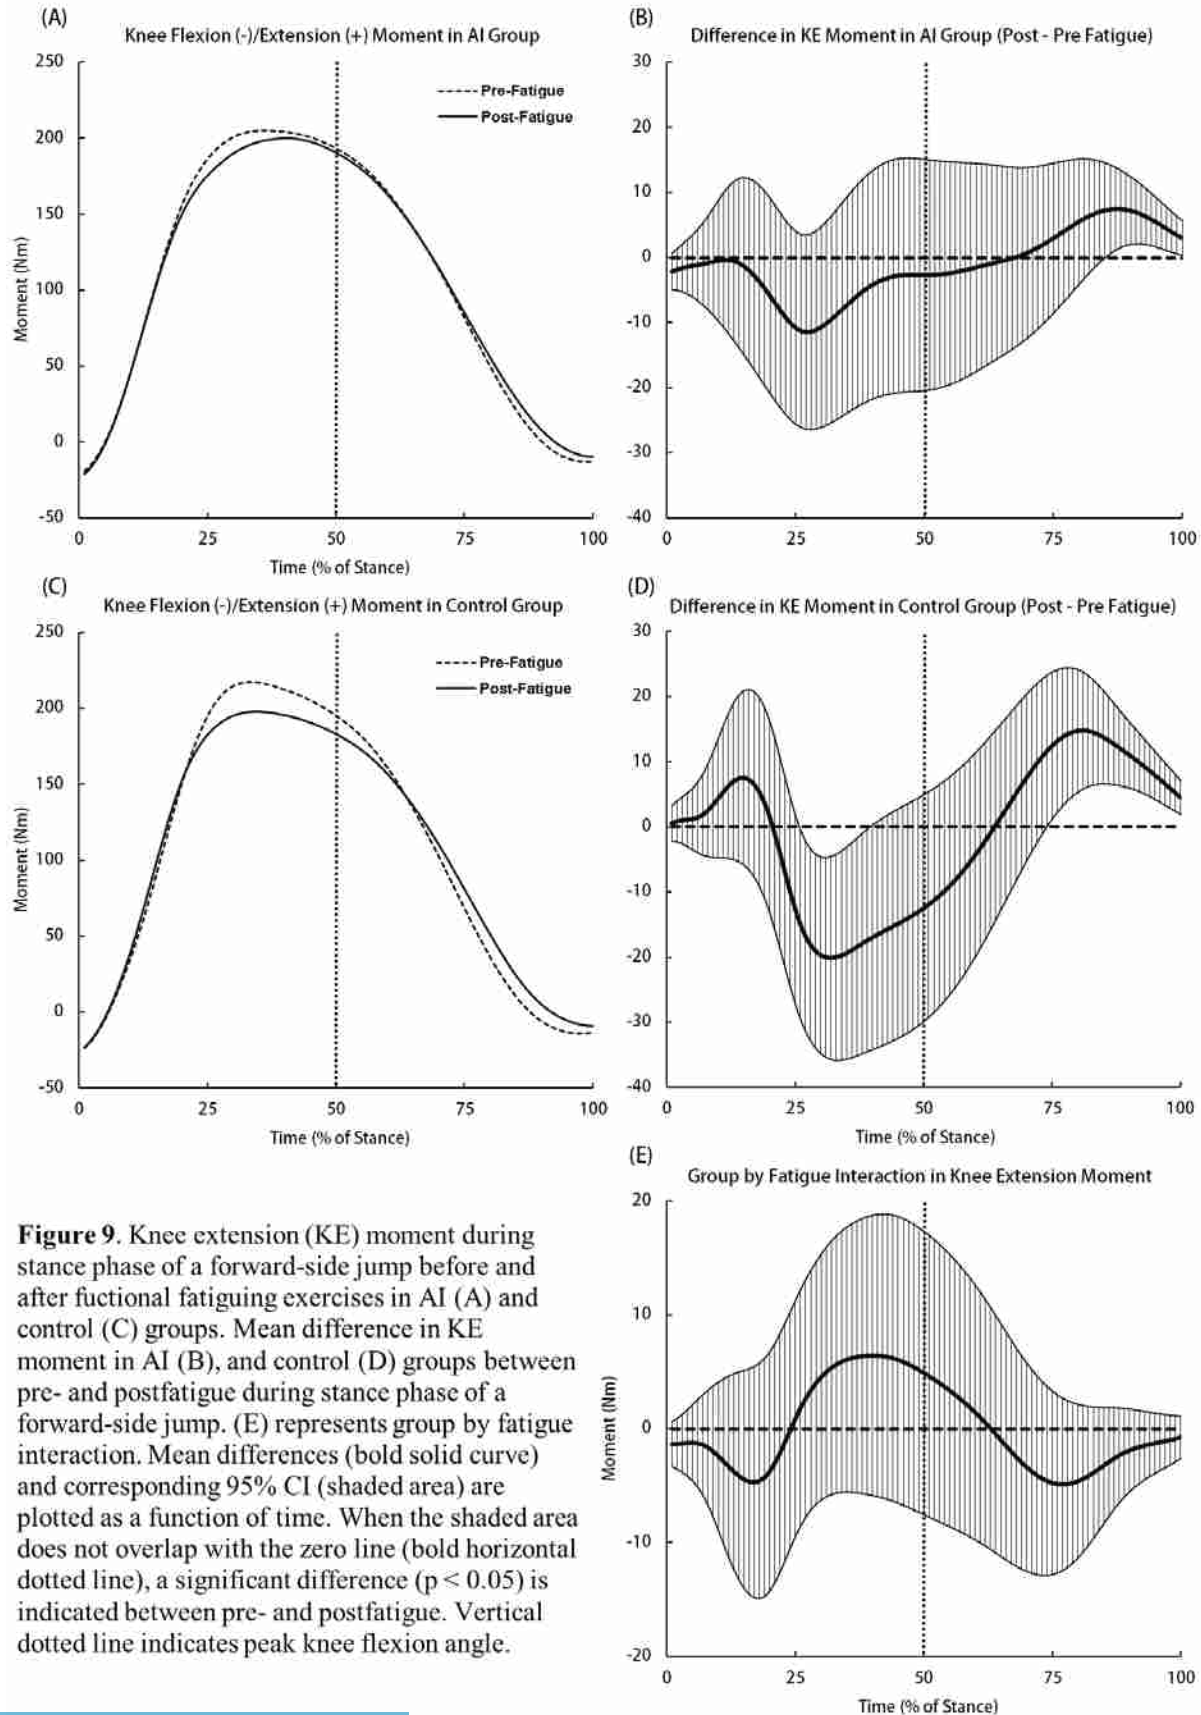 (A)
Knee Flexion (-)/Extension (+) Moment in AI Group
250
200
150
100
50
0
-50
Moment (Nm)
Pre-Fatigue
Post-Fatigue
0 25 50 75 100
Time (% of Stance)
(B)
Difference in KE Moment in AI Group (Post - Pre Fatigue)
30
20
10
0
-10
-20
-30
-40
0 25 50 75 100
(C)
Knee Flexion (-)/Extension (+) Moment in Control Group
250
200
150
100
50
0
-50
Moment (Nm)
Pre-Fatigue
Post-Fatigue
0 25 50 75 100
Time (% of Stance)
(D)
Difference in KE Moment in Control Group (Post - Pre Fatigue)
30
20
10
0
-10
-20
-30
-40
0 25 50 75 100
Time (% of Stance)
(E)
Group by Fatigue Interaction in Knee Extension Moment
20
10
0
-10
-20
Moment (Nm)
0 25 50 75 100
Time (% of Stance)
Figure 9. Knee extension (KE) moment during
stance phase of a forward-side jump before and
after fuctional fatiguing exercises in AI (A) and
control (C) groups. Mean difference in KE
moment in AI (B), and control (D) groups between
pre- and postfatigue during stance phase of a
forward-side jump. (E) represents group by fatigue
interaction. Mean differences (bold solid curve)
and corresponding 95% CI (shaded area) are
plotted as a function of time. When the shaded area
does not overlap with the zero line (bold horizontal
dotted line), a significant difference (p < 0.05) is
indicated between pre- and postfatigue. Vertical
dotted line indicates peak knee flexion angle.